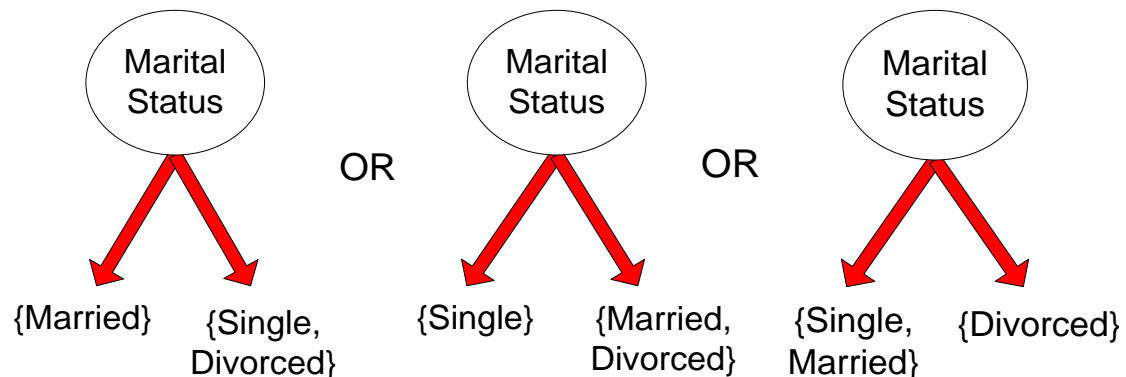 Marital
Status
Marital
Status
Marital
Status
OR
OR
{Married}
{Single,
Divorced}
{Single}
{Married,
Divorced}
{Single,
Married}
{Divorced}